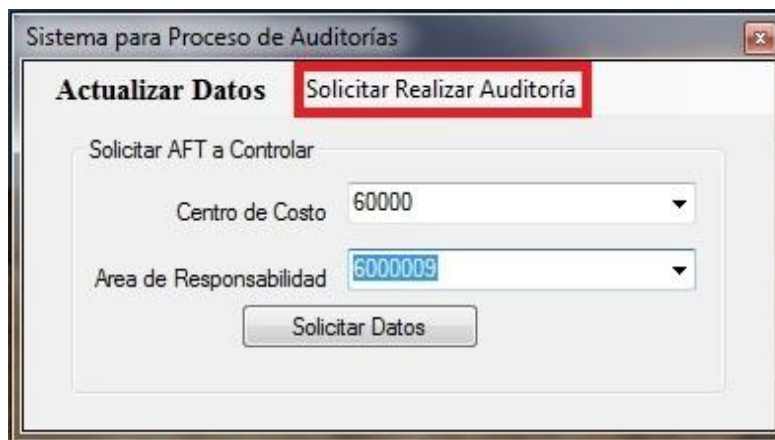 Sistema para Proceso de Auditorías
Actualizar Datos Solicitar Realizar Auditoría
Solicitar AFT a Controlar
Centro de Costo 60000
Area de Responsabilidad 6000009
Solicitar Datos